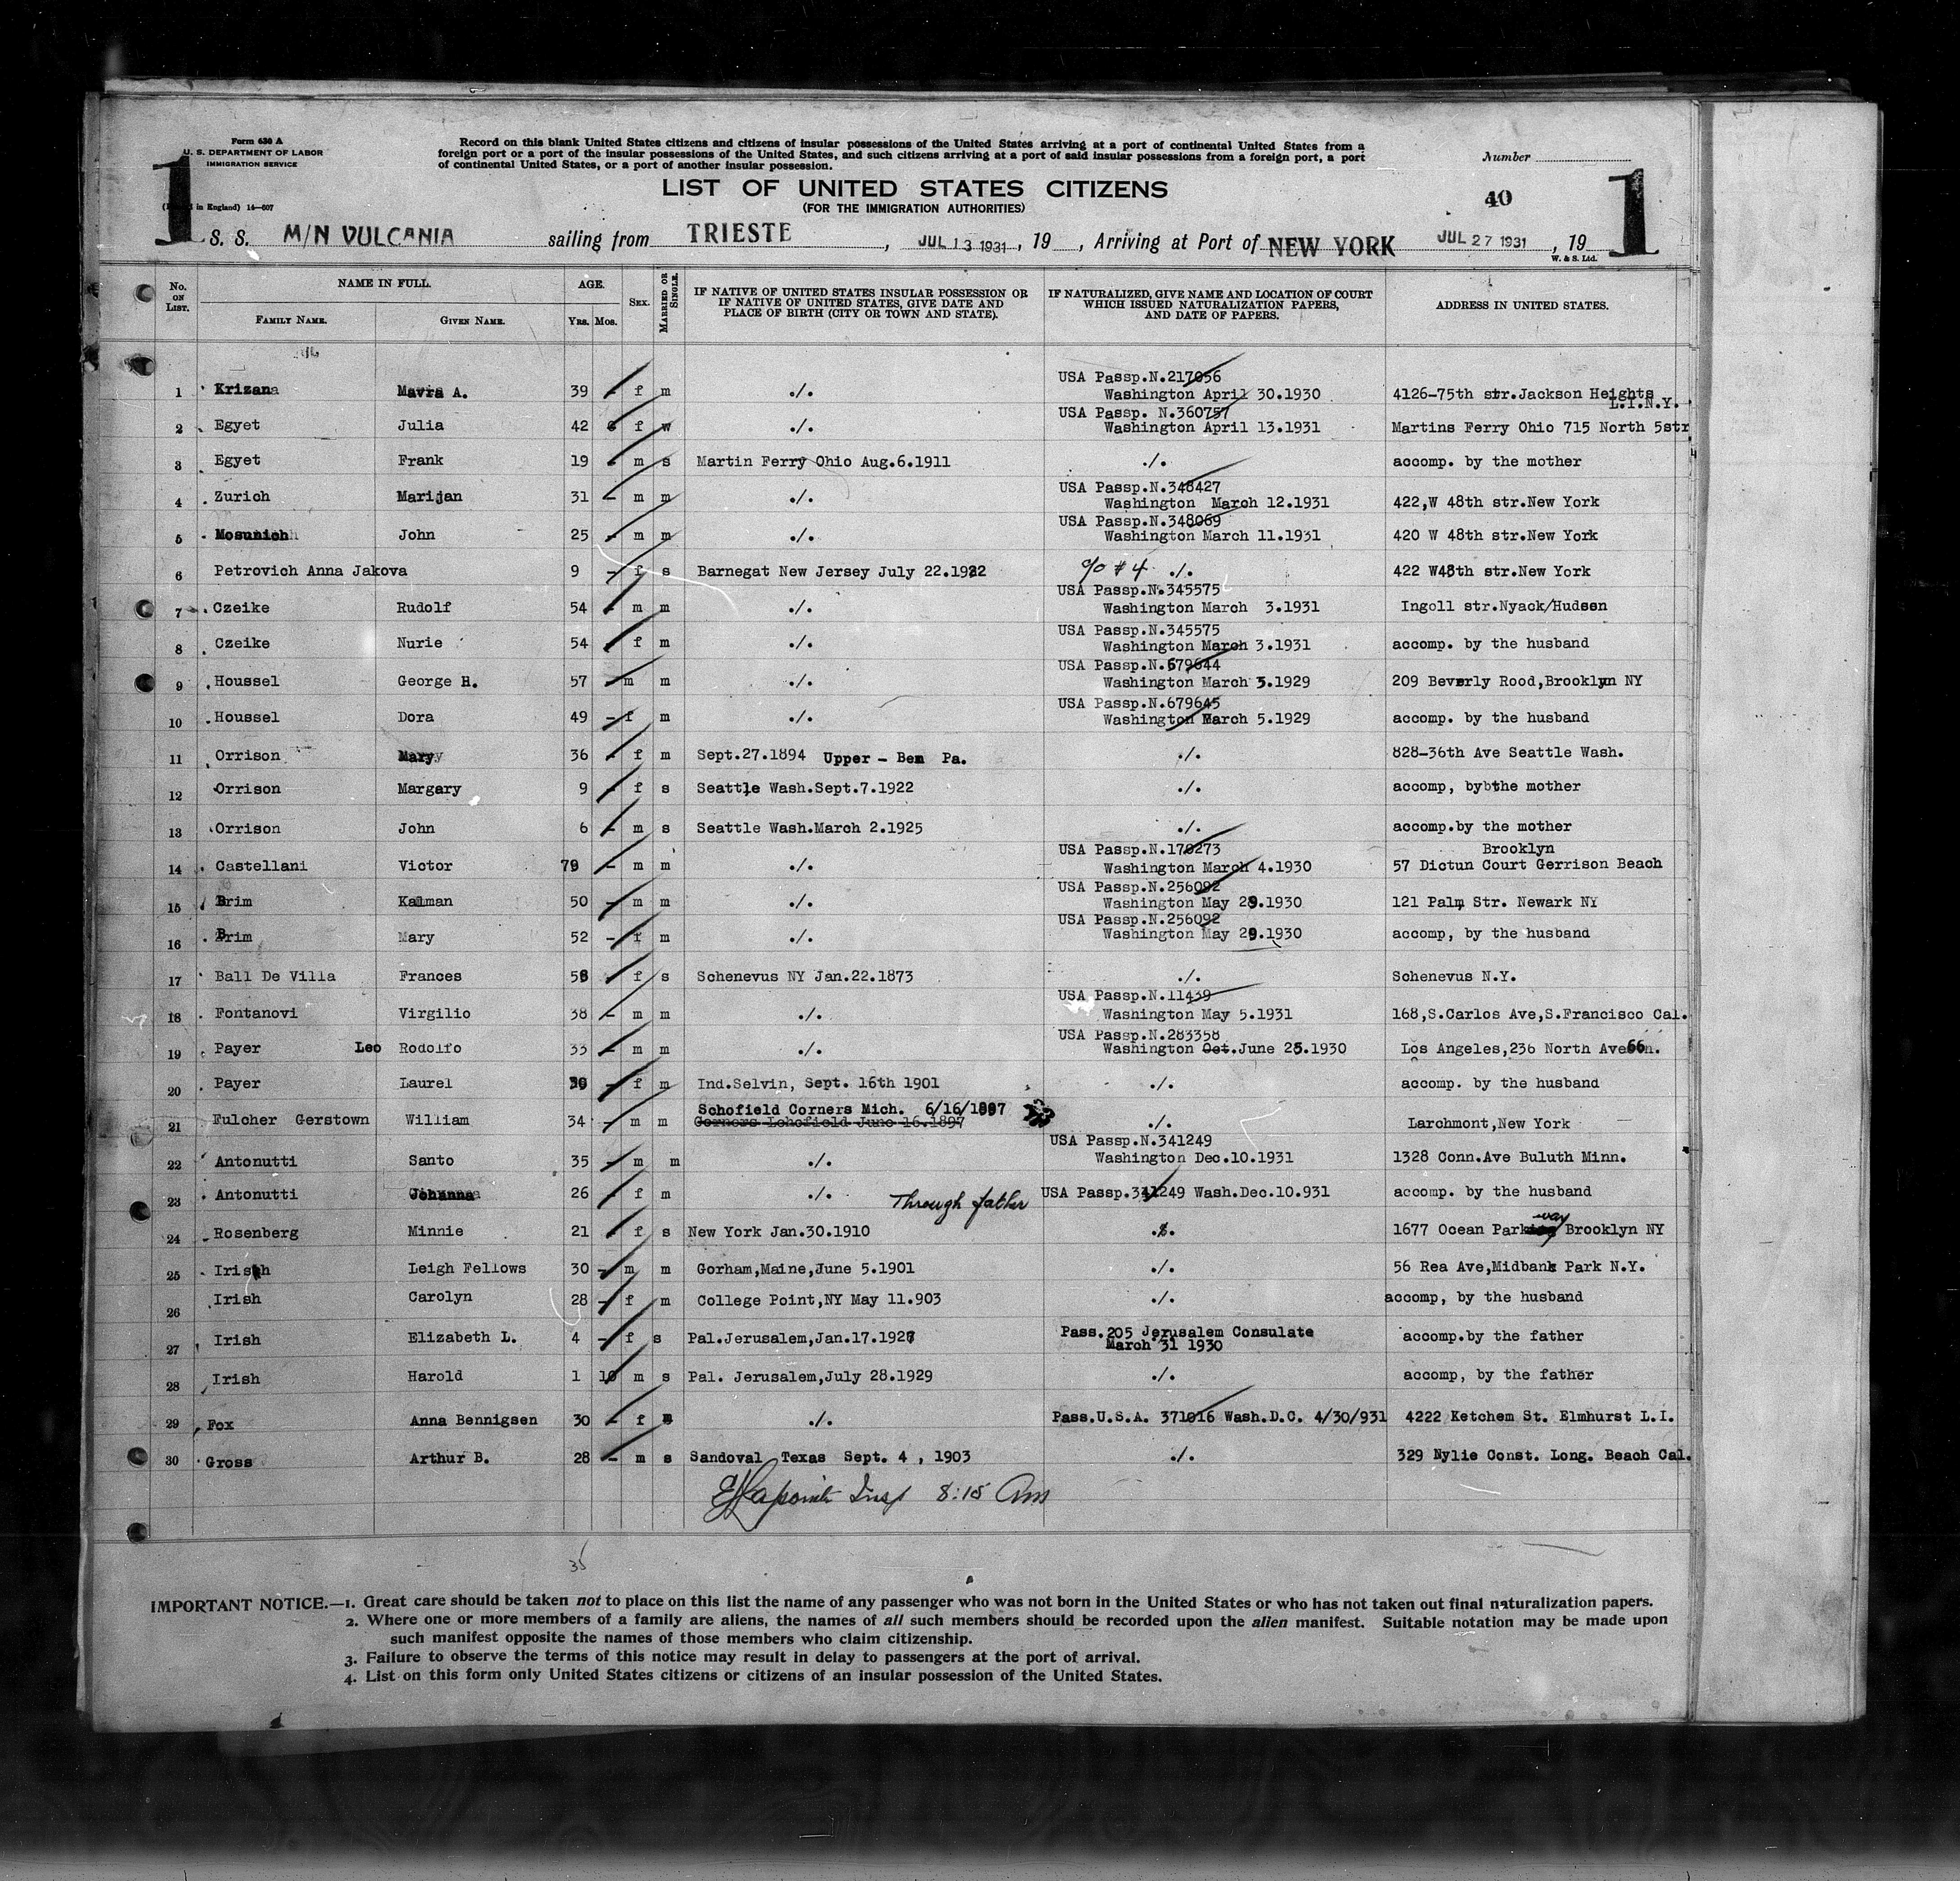 Form 630 A
U. S. DEPARTMENT OF LABOR
IMMIGRATION SERVICE
in England) 14—607
1
Record on this blank United States citizens and citizens of insular possessions of the United States arriving at a port of continental United States from a
foreign port or a port of the insular possessions of the United States, and such citizens arriving at a port of said insular possessions from a foreign port, a port
of continental United States, or a port of another insular possession.
Number
40
1
LIST OF UNITED STATES CITIZENS
(FOR THE IMMIGRATION AUTHORITIES)
S. S. M/N VULCANIA sailing from TRIESTE, JUL 13 1931, 19 , Arriving at Port of NEW YORK JUL 27 1931, 19
W. & S. Ltd.
No. ON LIST. NAME IN FULL. FAMILY NAME. GIVEN NAME. AGE. YRS. MOS. SEX. MARRIED OR SINGLE. IF NATIVE OF UNITED STATES INSULAR POSSESSION OR IF NATIVE OF UNITED STATES, GIVE DATE AND PLACE OF BIRTH (CITY OR TOWN AND STATE). IF NATURALIZED, GIVE NAME AND LOCATION OF COURT WHICH ISSUED NATURALIZATION PAPERS, AND DATE OF PAPERS. ADDRESS IN UNITED STATES.
1 Krizana Mavra A. 39 - f m ./. USA Passp.N.217056 Washington April 30.1930 4126-75th str.Jackson Heights L.I.N.Y.
2 Egyet Julia 42 f w ./. USA Passp. N.360757 Washington April 13.1931 Martins Ferry Ohio 715 North 5str
3 Egyet Frank 19 - m s Martin Ferry Ohio Aug.6.1911 ./. accomp. by the mother
4 Zurich Marijan 31 - m m ./. USA Passp.N.348427 Washington March 12.1931 422,W 48th str.New York
5 Mosunich John 25 - m m ./. USA Passp.N.348069 Washington March 11.1931 420 W 48th str.New York
6 Petrovich Anna Jakova 9 - f s Barnegat New Jersey July 22.1922 % # 4 ./. 422 W48th str.New York
7 Czeike Rudolf 54 - m m ./. USA Passp.N.345575 Washington March 3.1931 Ingoll str.Nyack/Hudson
8 Czeike Nurie 54 - f m ./. USA Passp.N.345575 Washington March 3.1931 accomp. by the husband
9 Houssel George H. 57 - m m ./. USA Passp.N.679644 Washington March 5.1929 209 Beverly Rood,Brooklyn NY
10 Houssel Dora 49 - f m ./. USA Passp.N.679645 Washington March 5.1929 accomp. by the husband
11 Orrison Mary 36 - f m Sept.27.1894 Upper - Ben Pa. ./. 828-36th Ave Seattle Wash.
12 Orrison Margary 9 - f s Seattle Wash.Sept.7.1922 ./. accomp, bybthe mother
13 Orrison John 6 - m s Seattle Wash.March 2.1925 ./. accomp.by the mother
14 Castellani Victor 79 - m m ./. USA Passp.N.170273 Washington March 4.1930 Brooklyn 57 Dictun Court Gerrison Beach
15 Brim Kalman 50 - m m ./. USA Passp.N.256092 Washington May 29.1930 121 Palm Str. Newark NY
16 Brim Mary 52 - f m ./. USA Passp.N.256092 Washington May 29.1930 accomp, by the husband
17 Ball De Villa Frances 58 - f s Schenevus NY Jan.22.1873 ./. Schenevus N.Y.
18 Fontanovi Virgilio 38 - m m ./. USA Passp.N.11439 Washington May 5.1931 168,S.Carlos Ave,S.Francisco Cal.
19 Payer Leo Rodolfo 33 - m m ./. USA Passp.N.283358 Washington Oct.June 25.1930 Los Angeles,236 North Ave 66
20 Payer Laurel - f m Ind.Selvin, Sept. 16th 1901 ./. accomp. by the husband
21 Fulcher Gerstown William 34 - m m Schofield Corners Mich. 6/16/1897 Corners Lchofield June 16.1897 ./. Larchmont,New York
22 Antonutti Santo 35 - m m ./. USA Passp.N.341249 Washington Dec.10.1931 1328 Conn.Ave Buluth Minn.
23 Antonutti Johanna 26 - f m ./. Through father USA Passp.341249 Wash.Dec.10.931 accomp. by the husband
24 Rosenberg Minnie 21 - f s New York Jan.30.1910 ./. 1677 Ocean Parkway Brooklyn NY
25 Irish Leigh Fellows 30 - m m Gorham,Maine,June 5.1901 ./. 56 Rea Ave,Midbank Park N.Y.
26 Irish Carolyn 28 - f m College Point,NY May 11.903 ./. accomp, by the husband
27 Irish Elizabeth L. 4 - f s Pal.Jerusalem,Jan.17.1927 Pass.205 Jerusalem Consulate March 31 1930 accomp.by the father
28 Irish Harold 1 10 m s Pal. Jerusalem,July 28.1929 ./. accomp, by the father
29 Fox Anna Bennigsen 30 - f ./. Pass.U.S.A. 371016 Wash.D.C. 4/30/931 4222 Ketchem St. Elmhurst L.I.
30 Gross Arthur B. 28 - m s Sandoval Texas Sept. 4 , 1903 ./. 329 Nylie Const. Long. Beach Cal.
Insp 8:15 Am
35
IMPORTANT NOTICE.—1. Great care should be taken not to place on this list the name of any passenger who was not born in the United States or who has not taken out final naturalization papers.
2. Where one or more members of a family are aliens, the names of all such members should be recorded upon the alien manifest. Suitable notation may be made upon
such manifest opposite the names of those members who claim citizenship.
3. Failure to observe the terms of this notice may result in delay to passengers at the port of arrival.
4. List on this form only United States citizens or citizens of an insular possession of the United States.